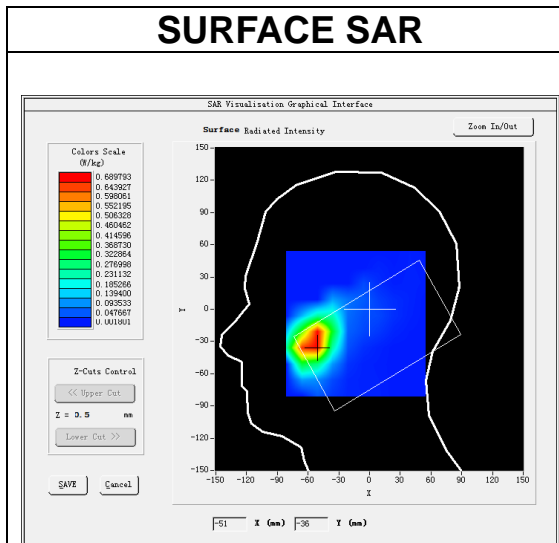 SURFACE SAR
SAR Visualisation Graphical Interface
Surface Radiated Intensity
Zoom In/Out
Colors Scale
(W/kg)
0.689793
0.643927
0.598061
0.552195
0.506328
0.460462
0.414596
0.368730
0.322864
0.276998
0.231132
0.185266
0.139400
0.093533
0.047667
0.001801
Z-Cuts Control
<< Upper Cut
Z = 0.5 mm
Lower Cut >>
SAVE
Cancel
150
120
90
60
30
0
-30
-60
-90
-120
-150
Y
-150 -120 -90 -60 -30 0 30 60 90 120 150
X
-51 X (mm) -36 Y (mm)